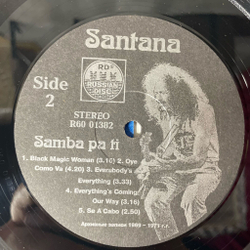 Santana
RD
RUSSIAN
DISC
Side
2
STEREO
R60 01382
Samba pa ti
1. Black Magic Woman (3.16) 2. Oye
Como Va (4.30) 3. Everybody's
Everything (3.33)
4. Everything's Coming
Our Way (3.16)
5. Se A Cabo (2.50)
Архивные записи 1969 - 1971 г.г.